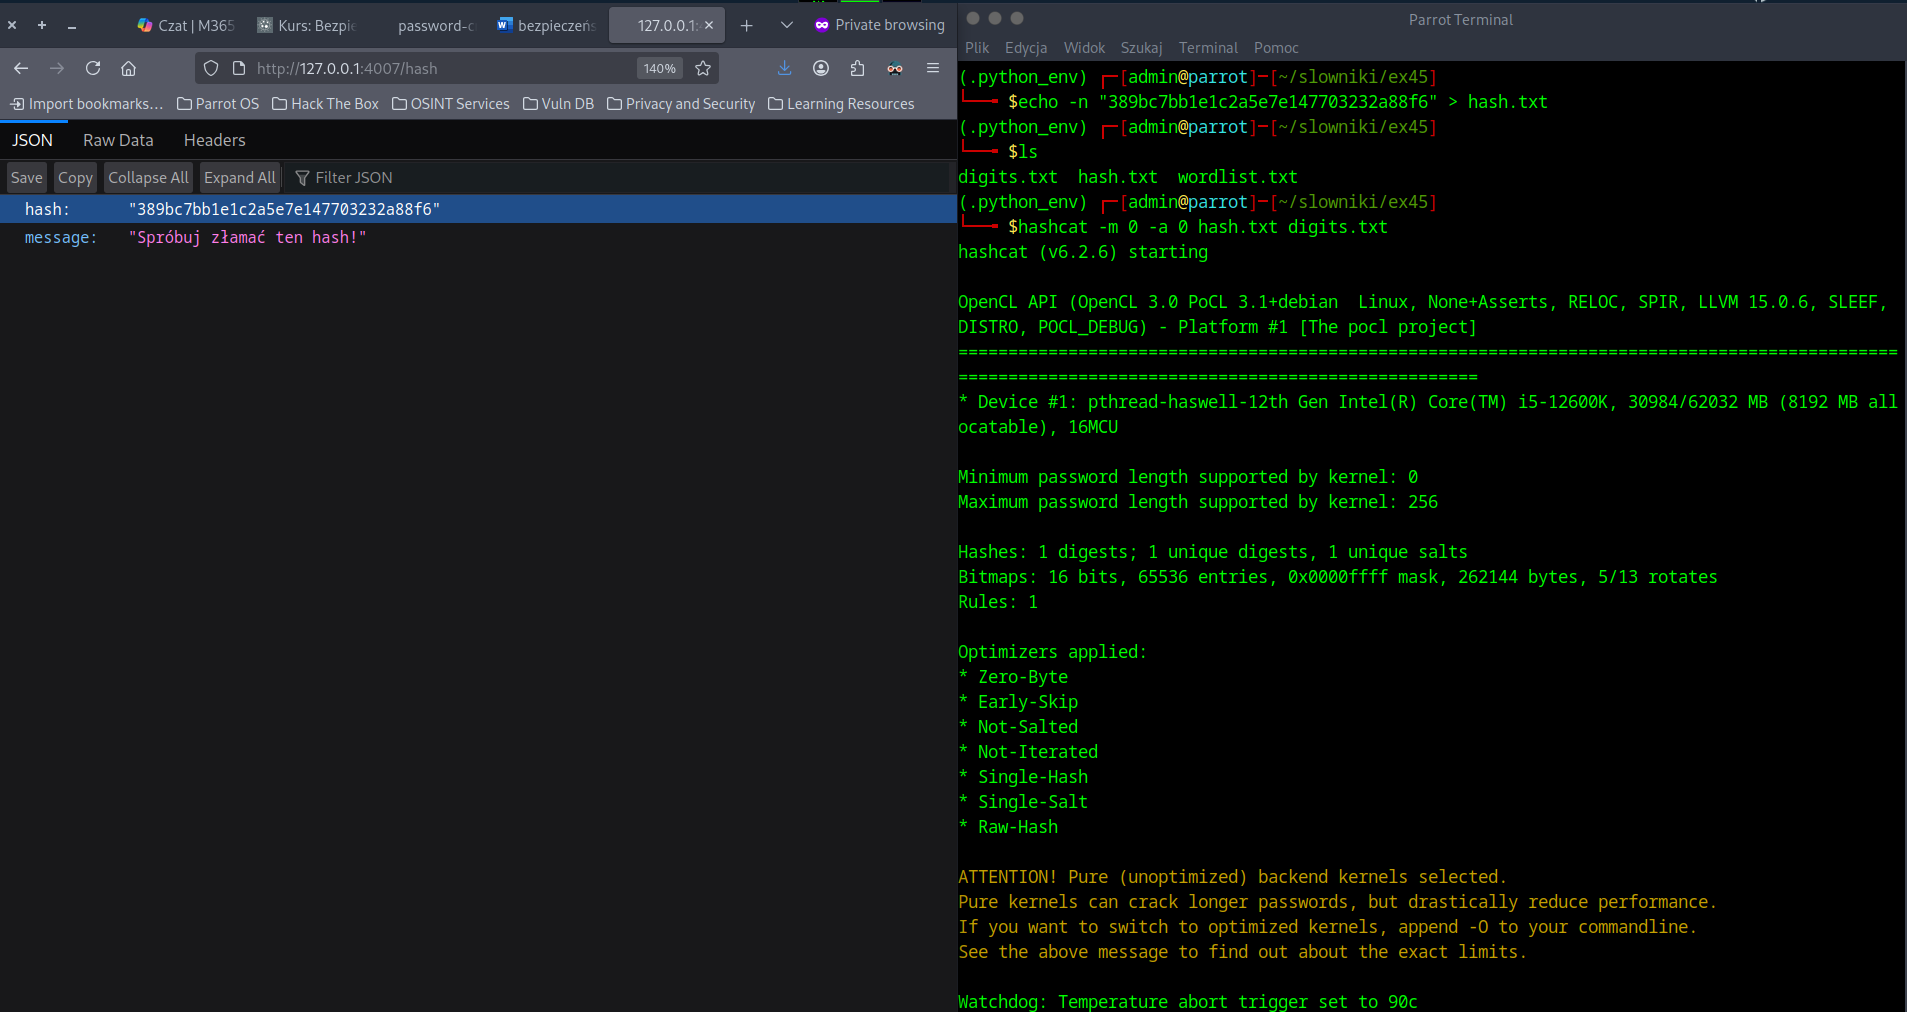 Czat | M365
Kurs: Bezpie
password-c
bezpieczeńs
127.0.0.1:
Private browsing
http://127.0.0.1:4007/hash
140%
Import bookmarks...
Parrot OS
Hack The Box
OSINT Services
Vuln DB
Privacy and Security
Learning Resources
JSON
Raw Data
Headers
Save
Copy
Collapse All
Expand All
Filter JSON
hash: "389bc7bb1e1c2a5e7e147703232a88f6"
message: "Spróbuj złamać ten hash!"
Parrot Terminal
Plik Edycja Widok Szukaj Terminal Pomoc
(.python_env) ┌─[admin@parrot]─[~/slowniki/ex45]
└──╼ $echo -n "389bc7bb1e1c2a5e7e147703232a88f6" > hash.txt
(.python_env) ┌─[admin@parrot]─[~/slowniki/ex45]
└──╼ $ls
digits.txt  hash.txt  wordlist.txt
(.python_env) ┌─[admin@parrot]─[~/slowniki/ex45]
└──╼ $hashcat -m 0 -a 0 hash.txt digits.txt
hashcat (v6.2.6) starting
OpenCL API (OpenCL 3.0 PoCL 3.1+debian  Linux, None+Asserts, RELOC, SPIR, LLVM 15.0.6, SLEEF,
DISTRO, POCL_DEBUG) - Platform #1 [The pocl project]
==============================================================================================
====================================================
* Device #1: pthread-haswell-12th Gen Intel(R) Core(TM) i5-12600K, 30984/62032 MB (8192 MB all
ocatable), 16MCU
Minimum password length supported by kernel: 0
Maximum password length supported by kernel: 256
Hashes: 1 digests; 1 unique digests, 1 unique salts
Bitmaps: 16 bits, 65536 entries, 0x0000ffff mask, 262144 bytes, 5/13 rotates
Rules: 1
Optimizers applied:
* Zero-Byte
* Early-Skip
* Not-Salted
* Not-Iterated
* Single-Hash
* Single-Salt
* Raw-Hash
ATTENTION! Pure (unoptimized) backend kernels selected.
Pure kernels can crack longer passwords, but drastically reduce performance.
If you want to switch to optimized kernels, append -O to your commandline.
See the above message to find out about the exact limits.
Watchdog: Temperature abort trigger set to 90c